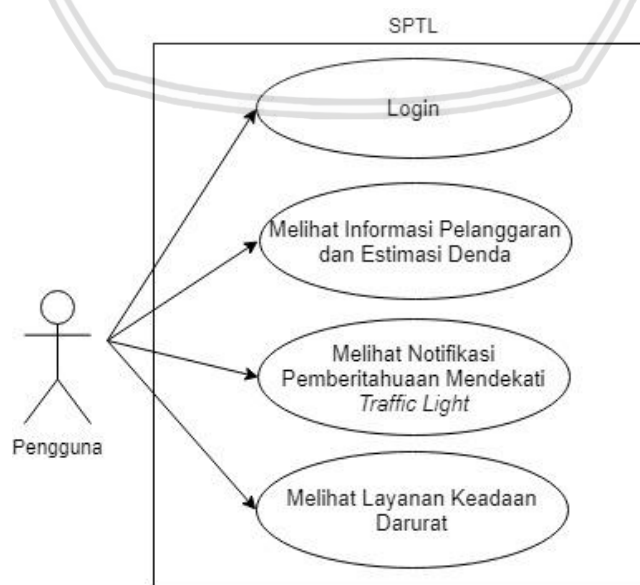 SPTL
Login
Melihat Informasi Pelanggaran
dan Estimasi Denda
Melihat Notifikasi
Pemberitahuaan Mendekati
Traffic Light
Pengguna
Melihat Layanan Keadaan
Darurat